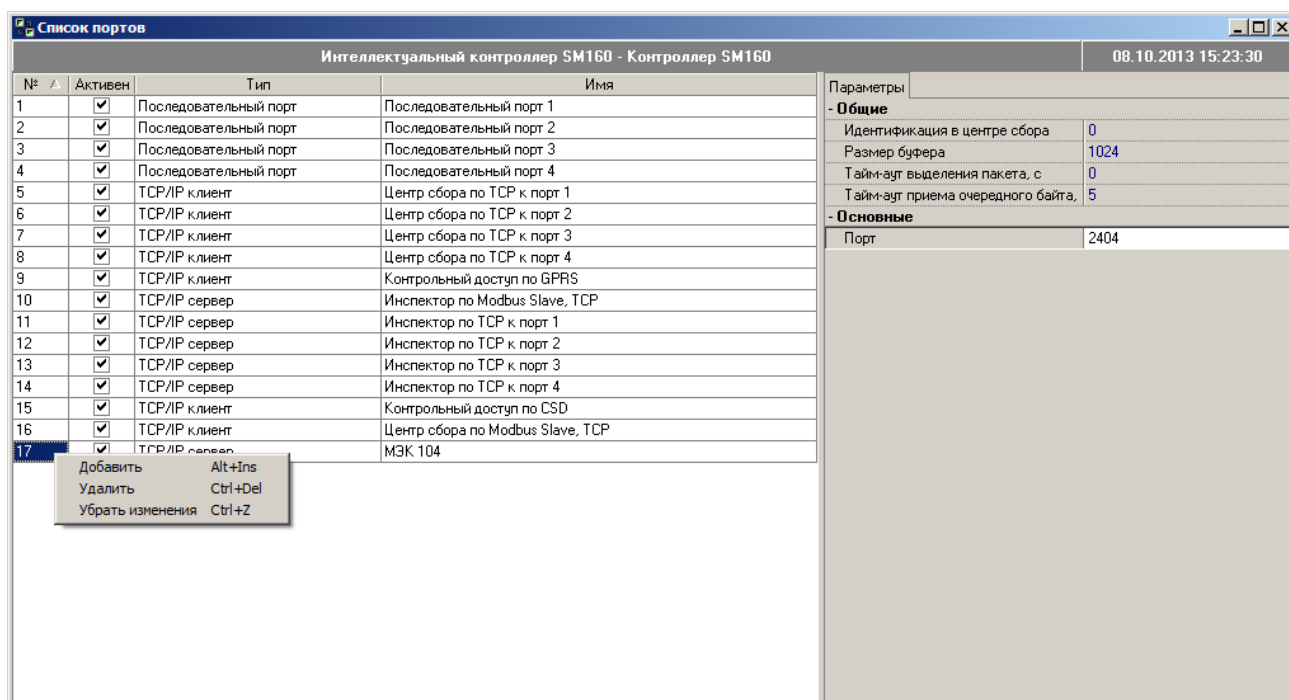 Список портов
Интеллектуальный контроллер SM160 - Контроллер SM160 08.10.2013 15:23:30
№ Активен Тип Имя
1 Последовательный порт Последовательный порт 1
2 Последовательный порт Последовательный порт 2
3 Последовательный порт Последовательный порт 3
4 Последовательный порт Последовательный порт 4
5 TCP/IP клиент Центр сбора по TCP к порт 1
6 TCP/IP клиент Центр сбора по TCP к порт 2
7 TCP/IP клиент Центр сбора по TCP к порт 3
8 TCP/IP клиент Центр сбора по TCP к порт 4
9 TCP/IP клиент Контрольный доступ по GPRS
10 TCP/IP сервер Инспектор по Modbus Slave, TCP
11 TCP/IP сервер Инспектор по TCP к порт 1
12 TCP/IP сервер Инспектор по TCP к порт 2
13 TCP/IP сервер Инспектор по TCP к порт 3
14 TCP/IP сервер Инспектор по TCP к порт 4
15 TCP/IP клиент Контрольный доступ по CSD
16 TCP/IP клиент Центр сбора по Modbus Slave, TCP
17 TCP/IP сервер МЭК 104
Добавить Alt+Ins
Удалить Ctrl+Del
Убрать изменения Ctrl+Z
Параметры
- Общие
Идентификация в центре сбора 0
Размер буфера 1024
Тайм-аут выделения пакета, с 0
Тайм-аут приема очередного байта, 5
- Основные
Порт 2404